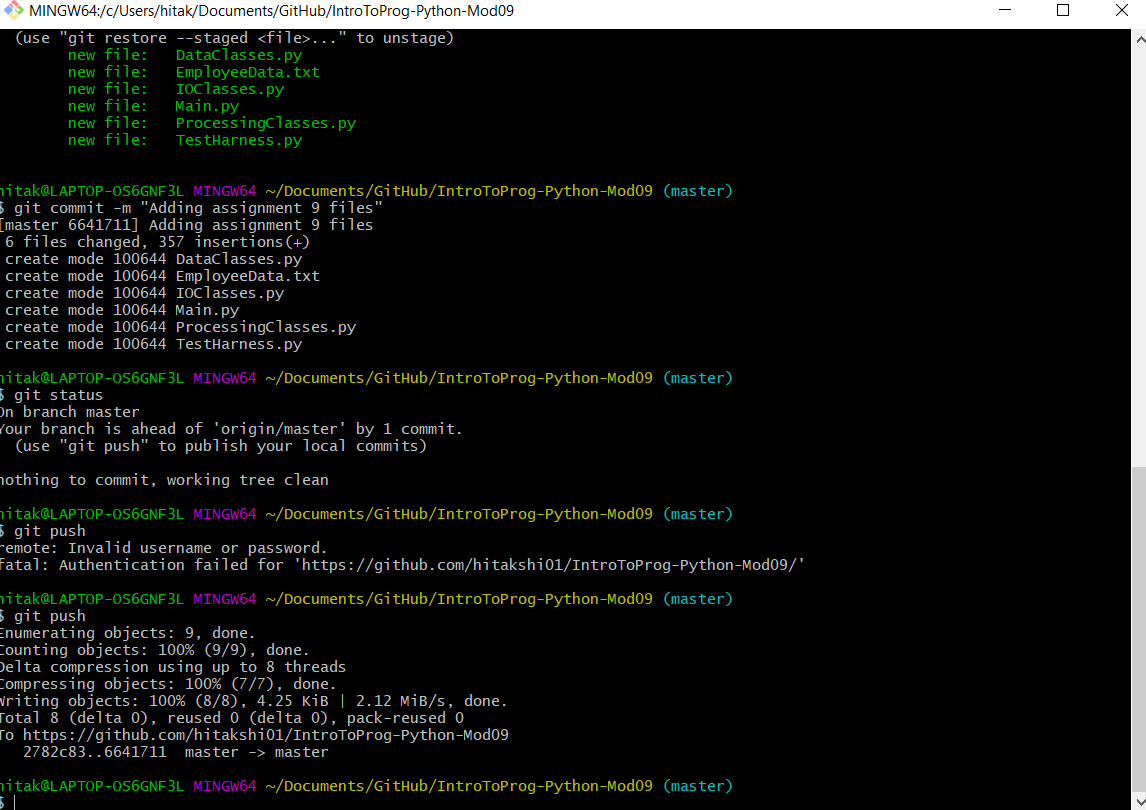 MINGW64:/c/Users/hitak/Documents/GitHub/IntroToProg-Python-Mod09
(use "git restore --staged <file>..." to unstage)
new file: DataClasses.py
new file: EmployeeData.txt
new file: IOClasses.py
new file: Main.py
new file: ProcessingClasses.py
new file: TestHarness.py
hitak@LAPTOP-OS6GNF3L MINGW64 ~/Documents/GitHub/IntroToProg-Python-Mod09 (master)
$ git commit -m "Adding assignment 9 files"
[master 6641711] Adding assignment 9 files
6 files changed, 357 insertions(+)
create mode 100644 DataClasses.py
create mode 100644 EmployeeData.txt
create mode 100644 IOClasses.py
create mode 100644 Main.py
create mode 100644 ProcessingClasses.py
create mode 100644 TestHarness.py
hitak@LAPTOP-OS6GNF3L MINGW64 ~/Documents/GitHub/IntroToProg-Python-Mod09 (master)
$ git status
On branch master
Your branch is ahead of 'origin/master' by 1 commit.
(use "git push" to publish your local commits)
nothing to commit, working tree clean
hitak@LAPTOP-OS6GNF3L MINGW64 ~/Documents/GitHub/IntroToProg-Python-Mod09 (master)
$ git push
remote: Invalid username or password.
fatal: Authentication failed for 'https://github.com/hitakshi01/IntroToProg-Python-Mod09/'
hitak@LAPTOP-OS6GNF3L MINGW64 ~/Documents/GitHub/IntroToProg-Python-Mod09 (master)
$ git push
Enumerating objects: 9, done.
Counting objects: 100% (9/9), done.
Delta compression using up to 8 threads
Compressing objects: 100% (7/7), done.
Writing objects: 100% (8/8), 4.25 KiB | 2.12 MiB/s, done.
Total 8 (delta 0), reused 0 (delta 0), pack-reused 0
To https://github.com/hitakshi01/IntroToProg-Python-Mod09
2782c83..6641711 master -> master
hitak@LAPTOP-OS6GNF3L MINGW64 ~/Documents/GitHub/IntroToProg-Python-Mod09 (master)
$